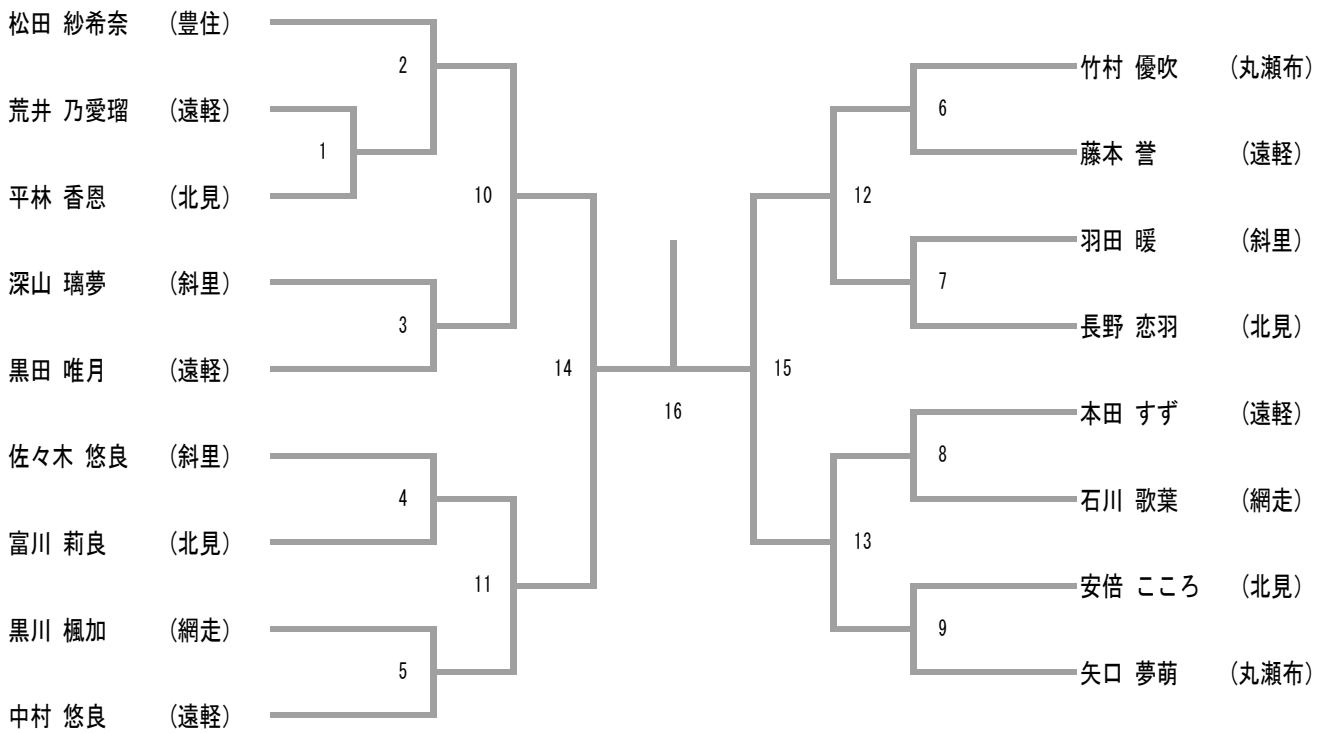 松田 紗希奈 （豊住）
2
荒井 乃愛瑠 （遠軽）
1
平林 香恩 （北見）
10
深山 璃夢 （斜里）
3
黒田 唯月 （遠軽）
14
佐々木 悠良 （斜里）
4
富川 莉良 （北見）
11
黒川 楓加 （網走）
5
中村 悠良 （遠軽）
16
竹村 優吹 （丸瀬布）
6
藤本 誉 （遠軽）
12
羽田 暖 （斜里）
7
長野 恋羽 （北見）
15
本田 すず （遠軽）
8
石川 歌葉 （網走）
13
安倍 こころ （北見）
9
矢口 夢萌 （丸瀬布）